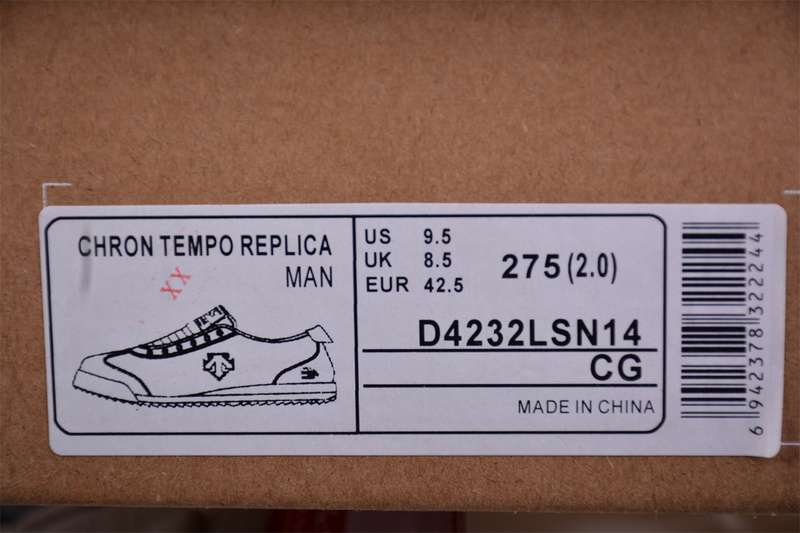 CHRON TEMPO REPLICA
MAN
XX
US 9.5
UK 8.5
EUR 42.5
275 (2.0)
D4232LSN14
CG
MADE IN CHINA
6 942378 322244